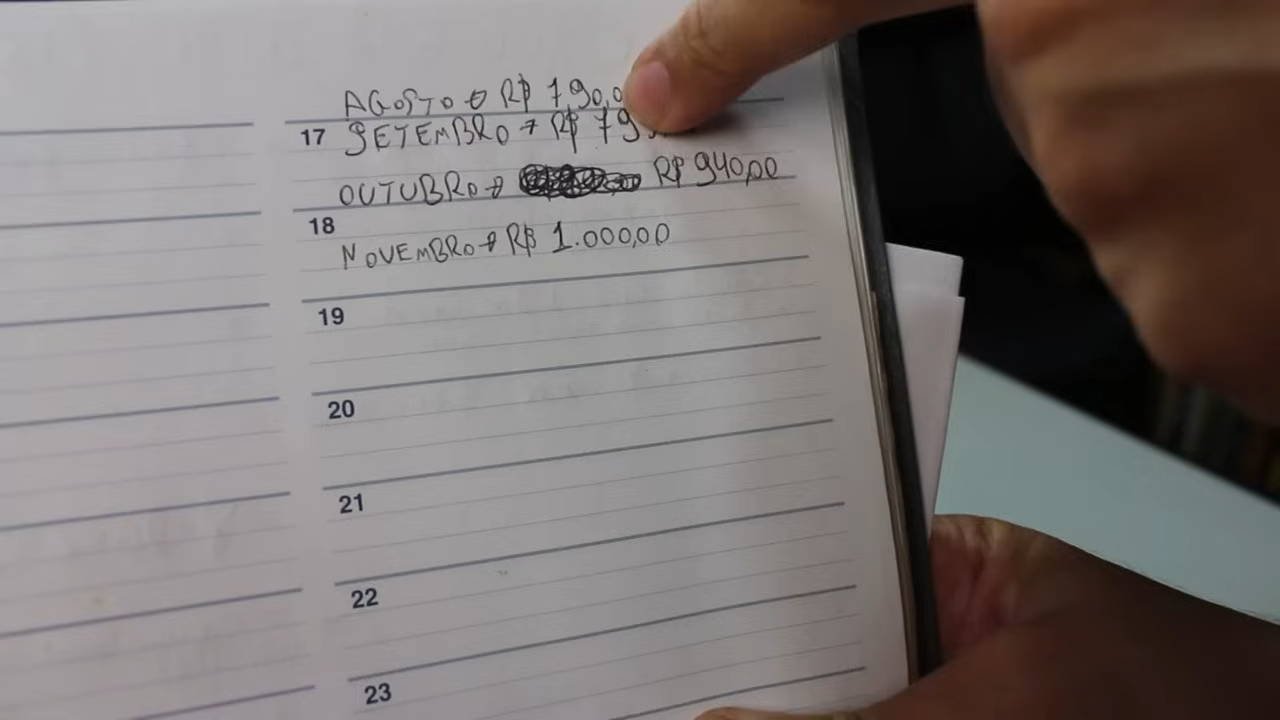 AGOSTO → R$ 790,0
17 SETEMBRO → R$ 79
OUTUBRO → R$ 940,00
18
NOVEMBRO → R$ 1.000,00
19
20
21
22
23